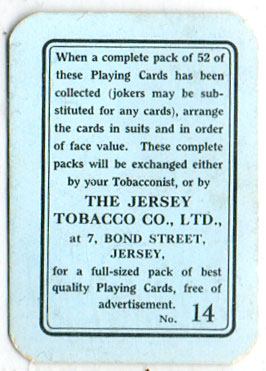 When a complete pack of 52 of
these Playing Cards has been
collected (jokers may be sub-
stituted for any cards), arrange
the cards in suits and in order
of face value. These complete
packs will be exchanged either
by your Tobacconist, or by
THE JERSEY
TOBACCO CO., LTD.,
at 7, BOND STREET,
JERSEY,
for a full-sized pack of best
quality Playing Cards, free of
advertisement.
No. 14